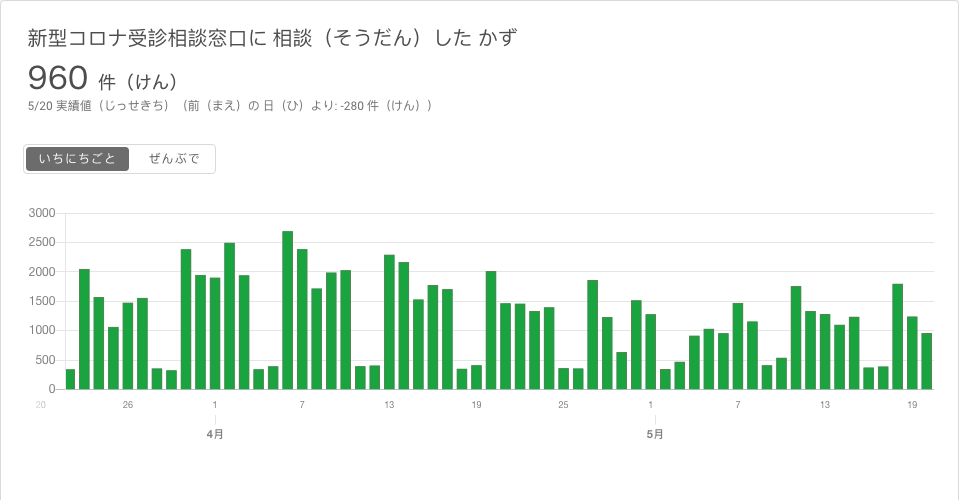 新型コロナ受診相談窓口に 相談（そうだん）した かず
960 件（けん）
5/20 実績値（じっせきち）（前（まえ）の 日（ひ）より: -280 件（けん））
いちにちごと ぜんぶで
3000
2500
2000
1500
1000
500
0
20 26 1 7 13 19 25 1 7 13 19
4月 5月